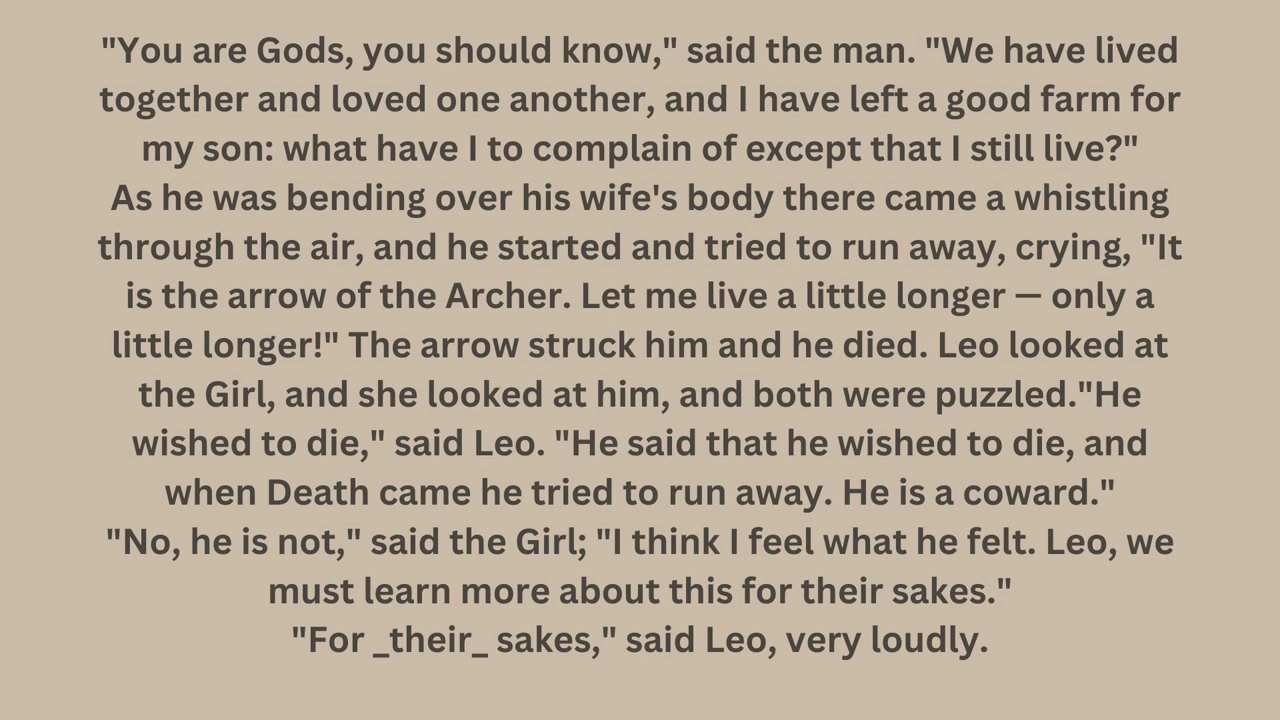 "You are Gods, you should know," said the man. "We have lived
together and loved one another, and I have left a good farm for
my son: what have I to complain of except that I still live?"
As he was bending over his wife's body there came a whistling
through the air, and he started and tried to run away, crying, "It
is the arrow of the Archer. Let me live a little longer — only a
little longer!" The arrow struck him and he died. Leo looked at
the Girl, and she looked at him, and both were puzzled."He
wished to die," said Leo. "He said that he wished to die, and
when Death came he tried to run away. He is a coward."
"No, he is not," said the Girl; "I think I feel what he felt. Leo, we
must learn more about this for their sakes."
"For _their_ sakes," said Leo, very loudly.